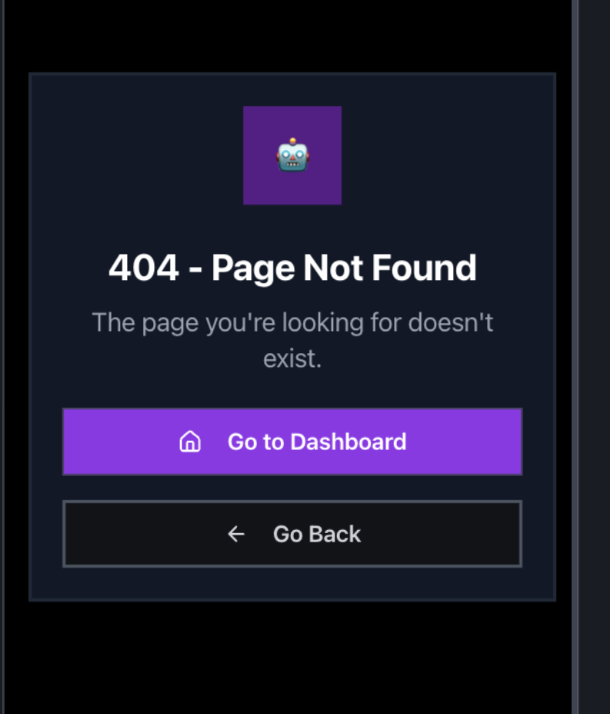 404 - Page Not Found
The page you're looking for doesn't
exist.
Go to Dashboard
Go Back